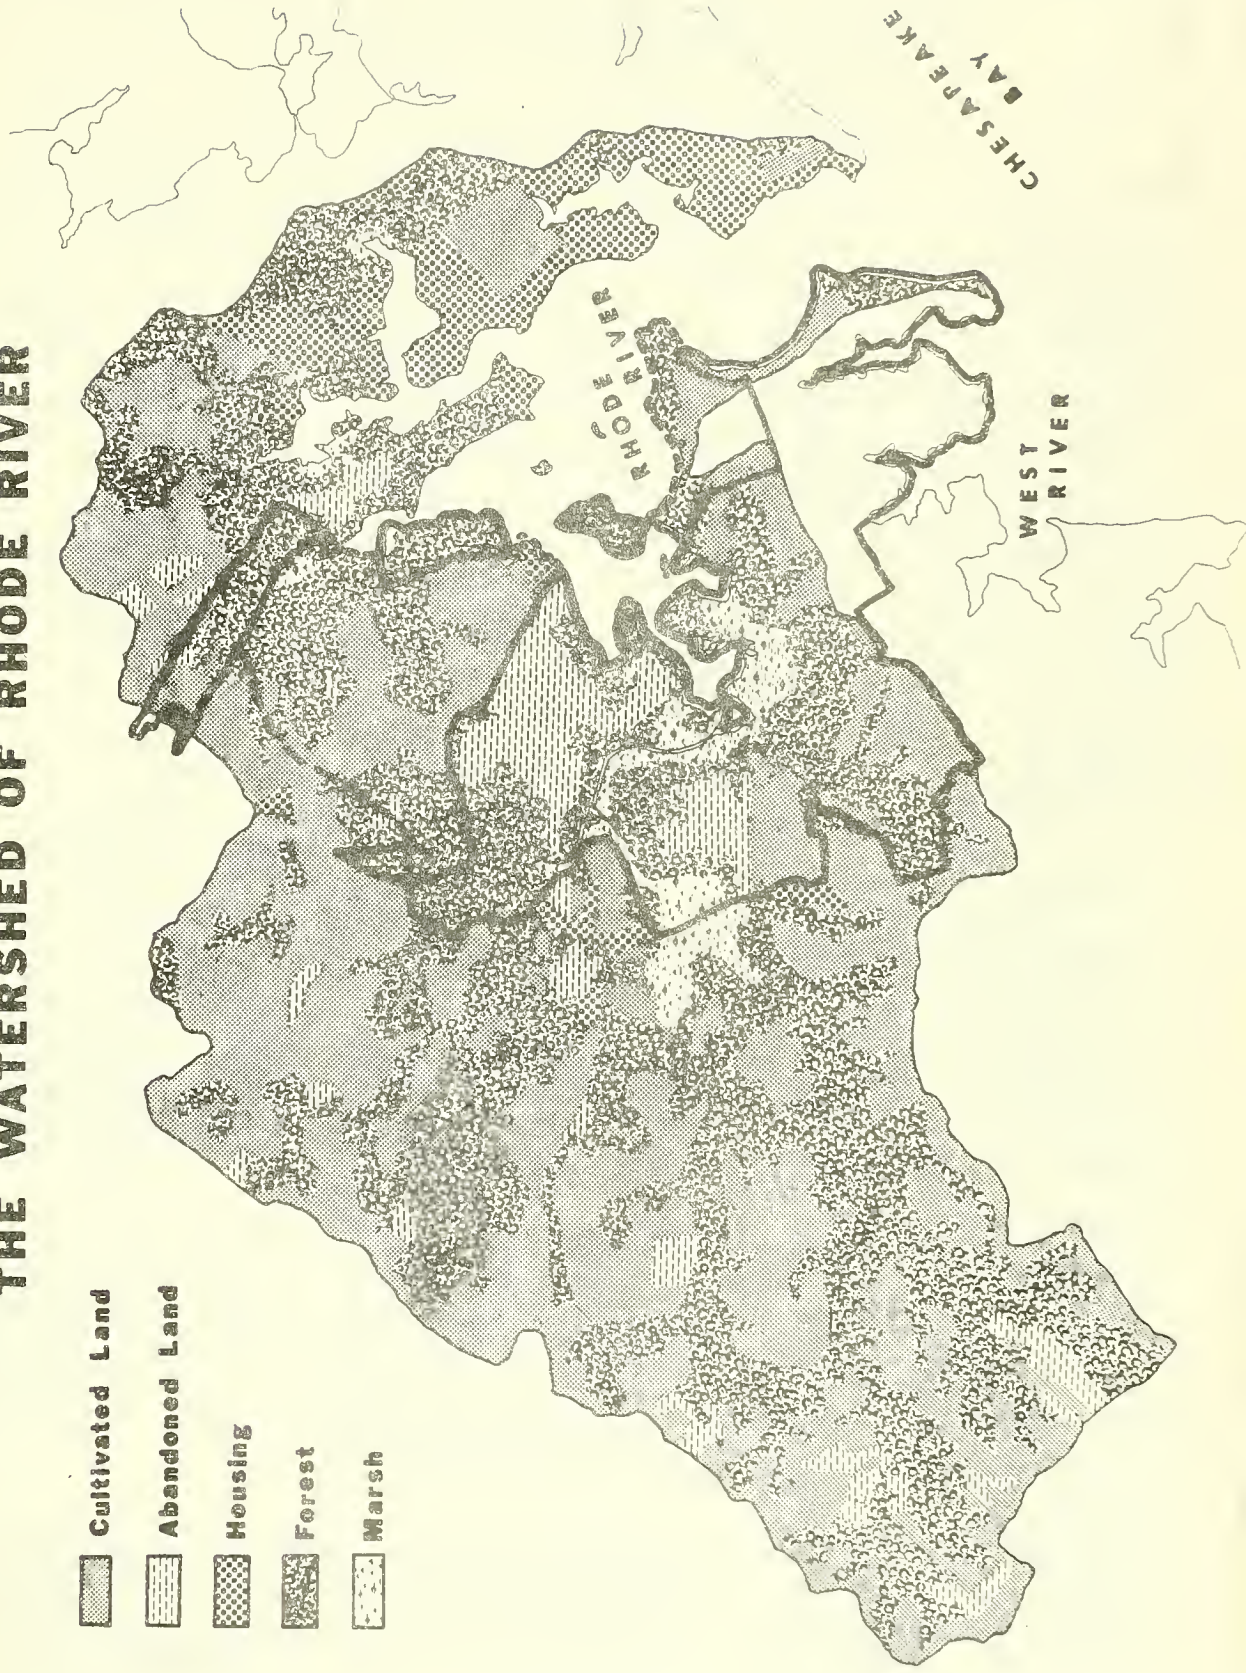 THE WATERSHED OF RHODE RIVER
Cultivated Land
Abandoned Land
Housing
Forest
Marsh
RHODE
RIVER
WEST
RIVER
CHESAPEAKE
BAY